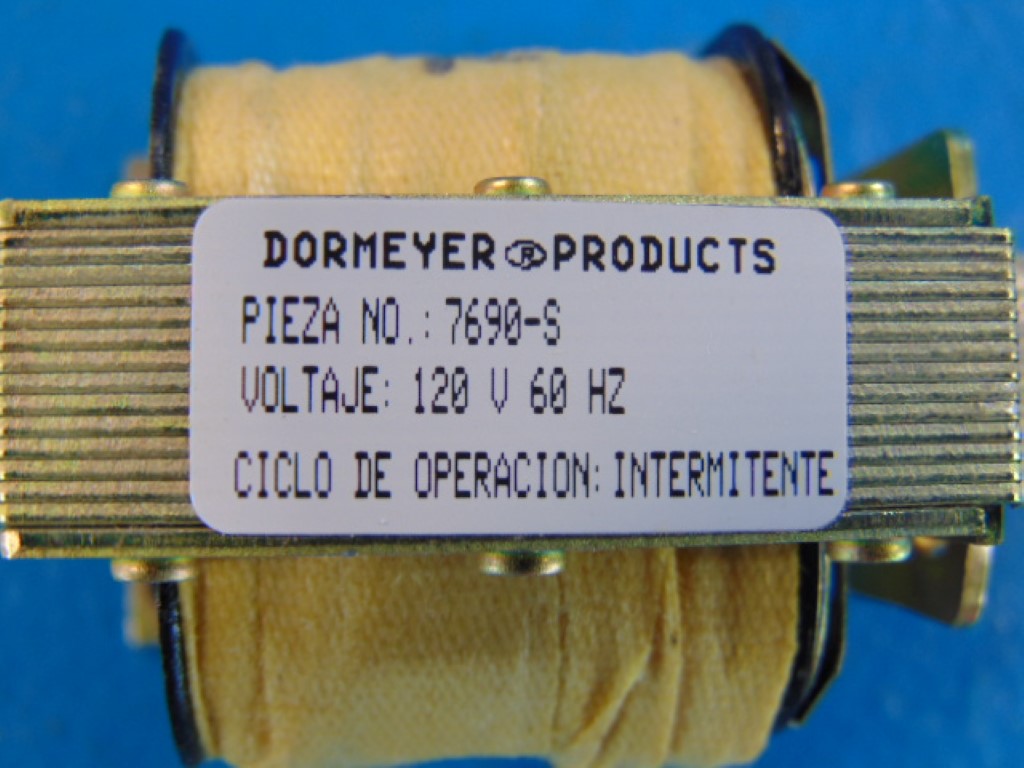 DORMEYER ® PRODUCTS
PIEZA NO.: 7690-S
VOLTAJE: 120 V 60 HZ
CICLO DE OPERACION: INTERMITENTE